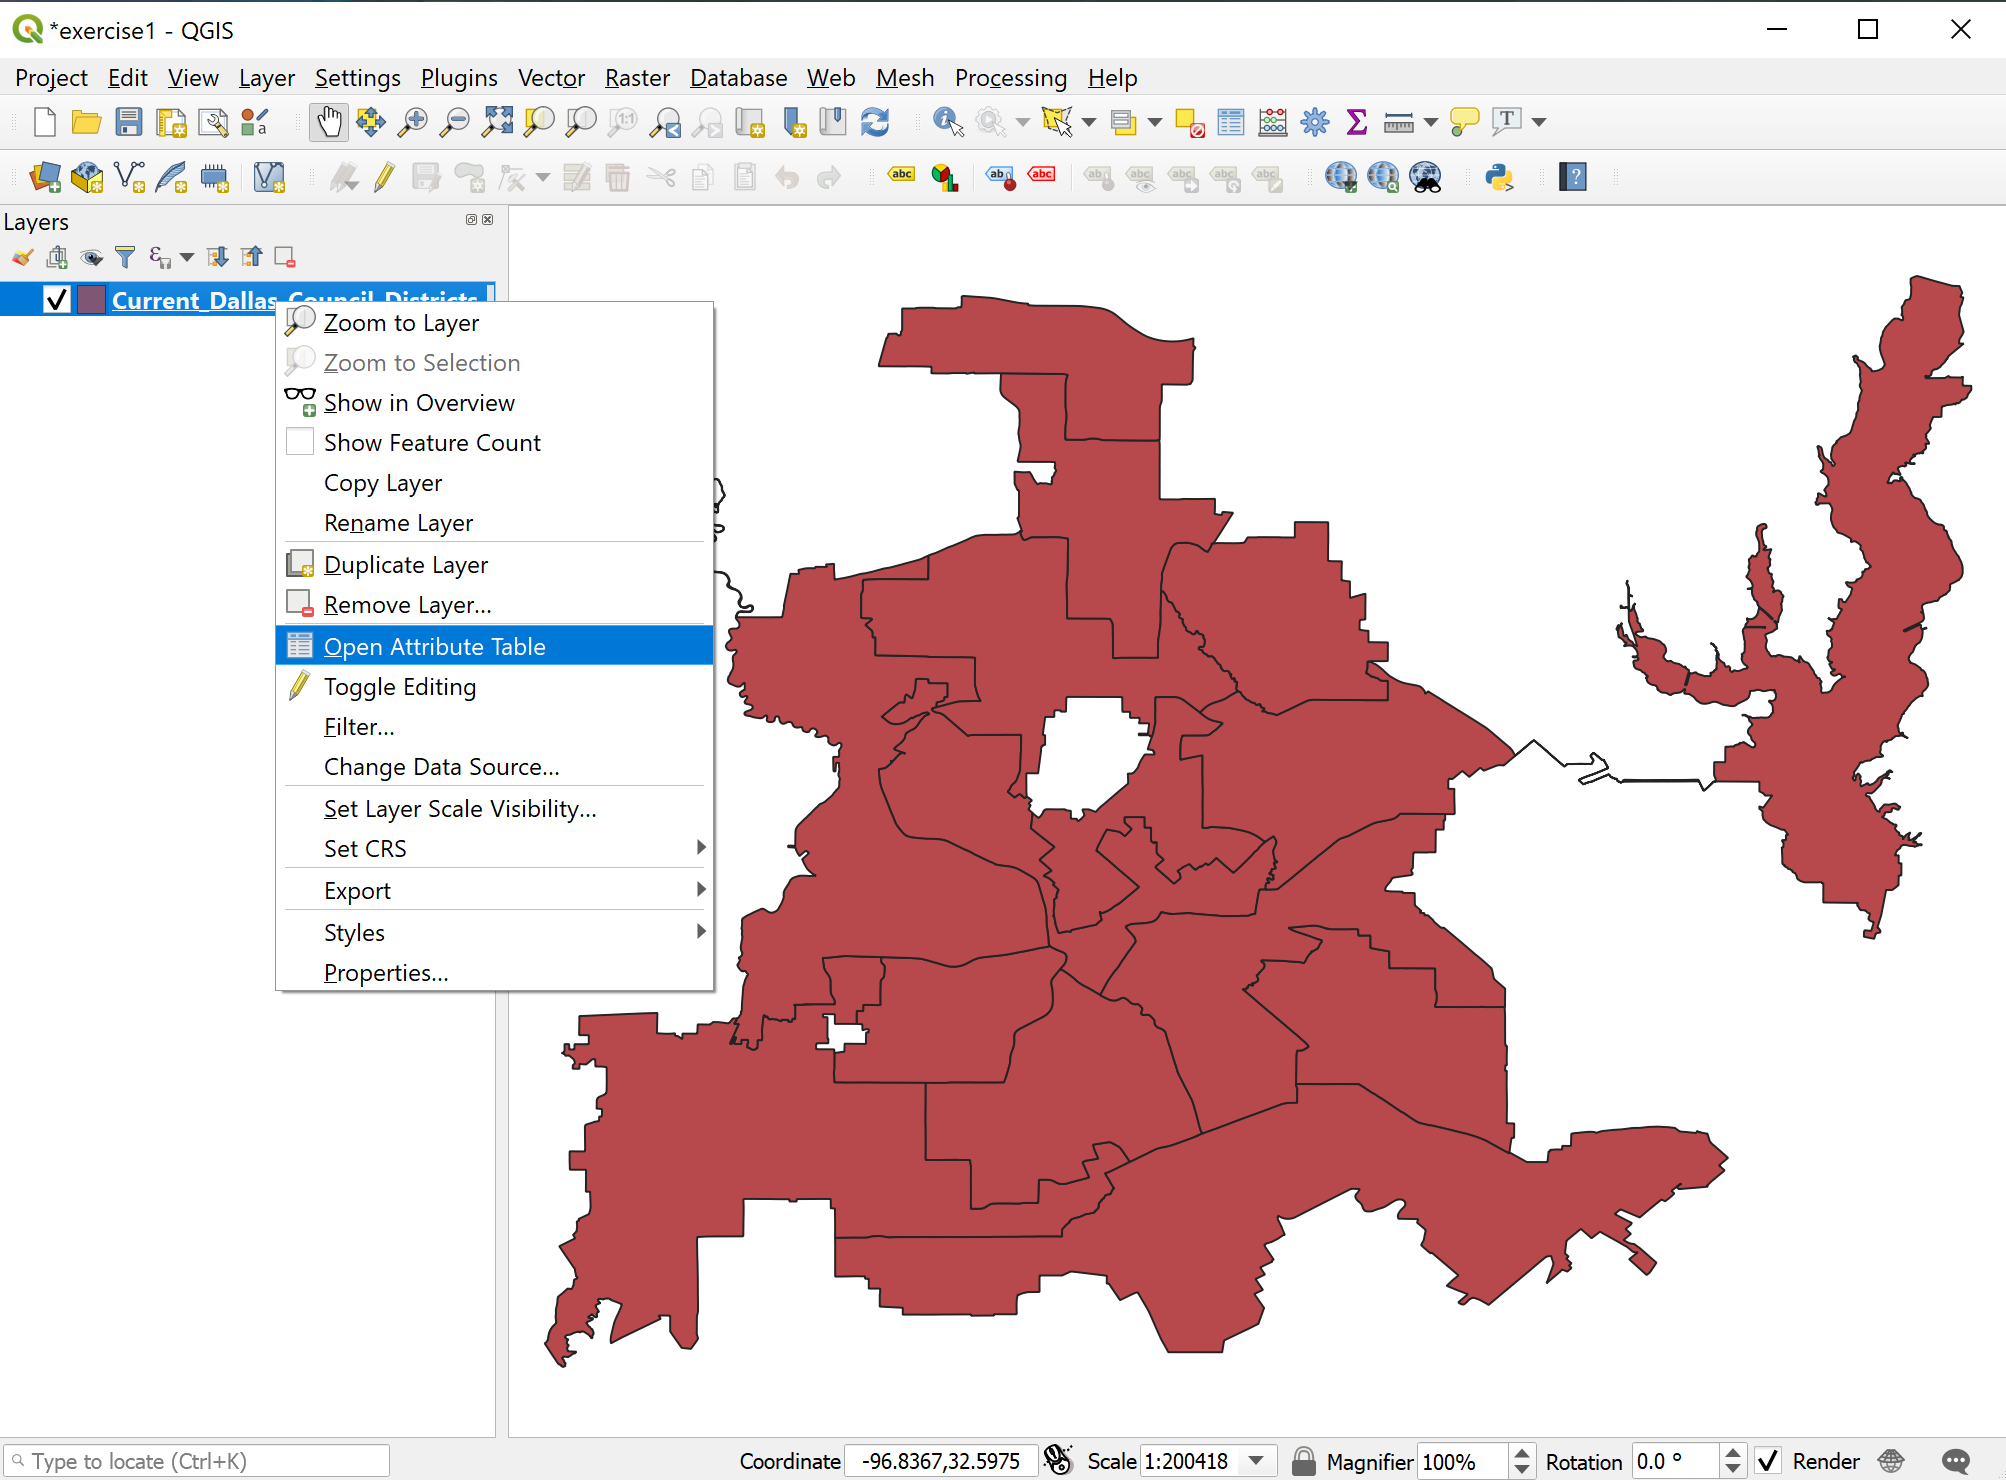 *exercise1 - QGIS
Project Edit View Layer Settings Plugins Vector Raster Database Web Mesh Processing Help
Layers
Current_Dallas_Council_Districts
Zoom to Layer
Zoom to Selection
Show in Overview
Show Feature Count
Copy Layer
Rename Layer
Duplicate Layer
Remove Layer...
Open Attribute Table
Toggle Editing
Filter...
Change Data Source...
Set Layer Scale Visibility...
Set CRS
Export
Styles
Properties...
Type to locate (Ctrl+K) Coordinate -96.8367,32.5975 Scale 1:200418 Magnifier 100% Rotation 0.0 ° Render